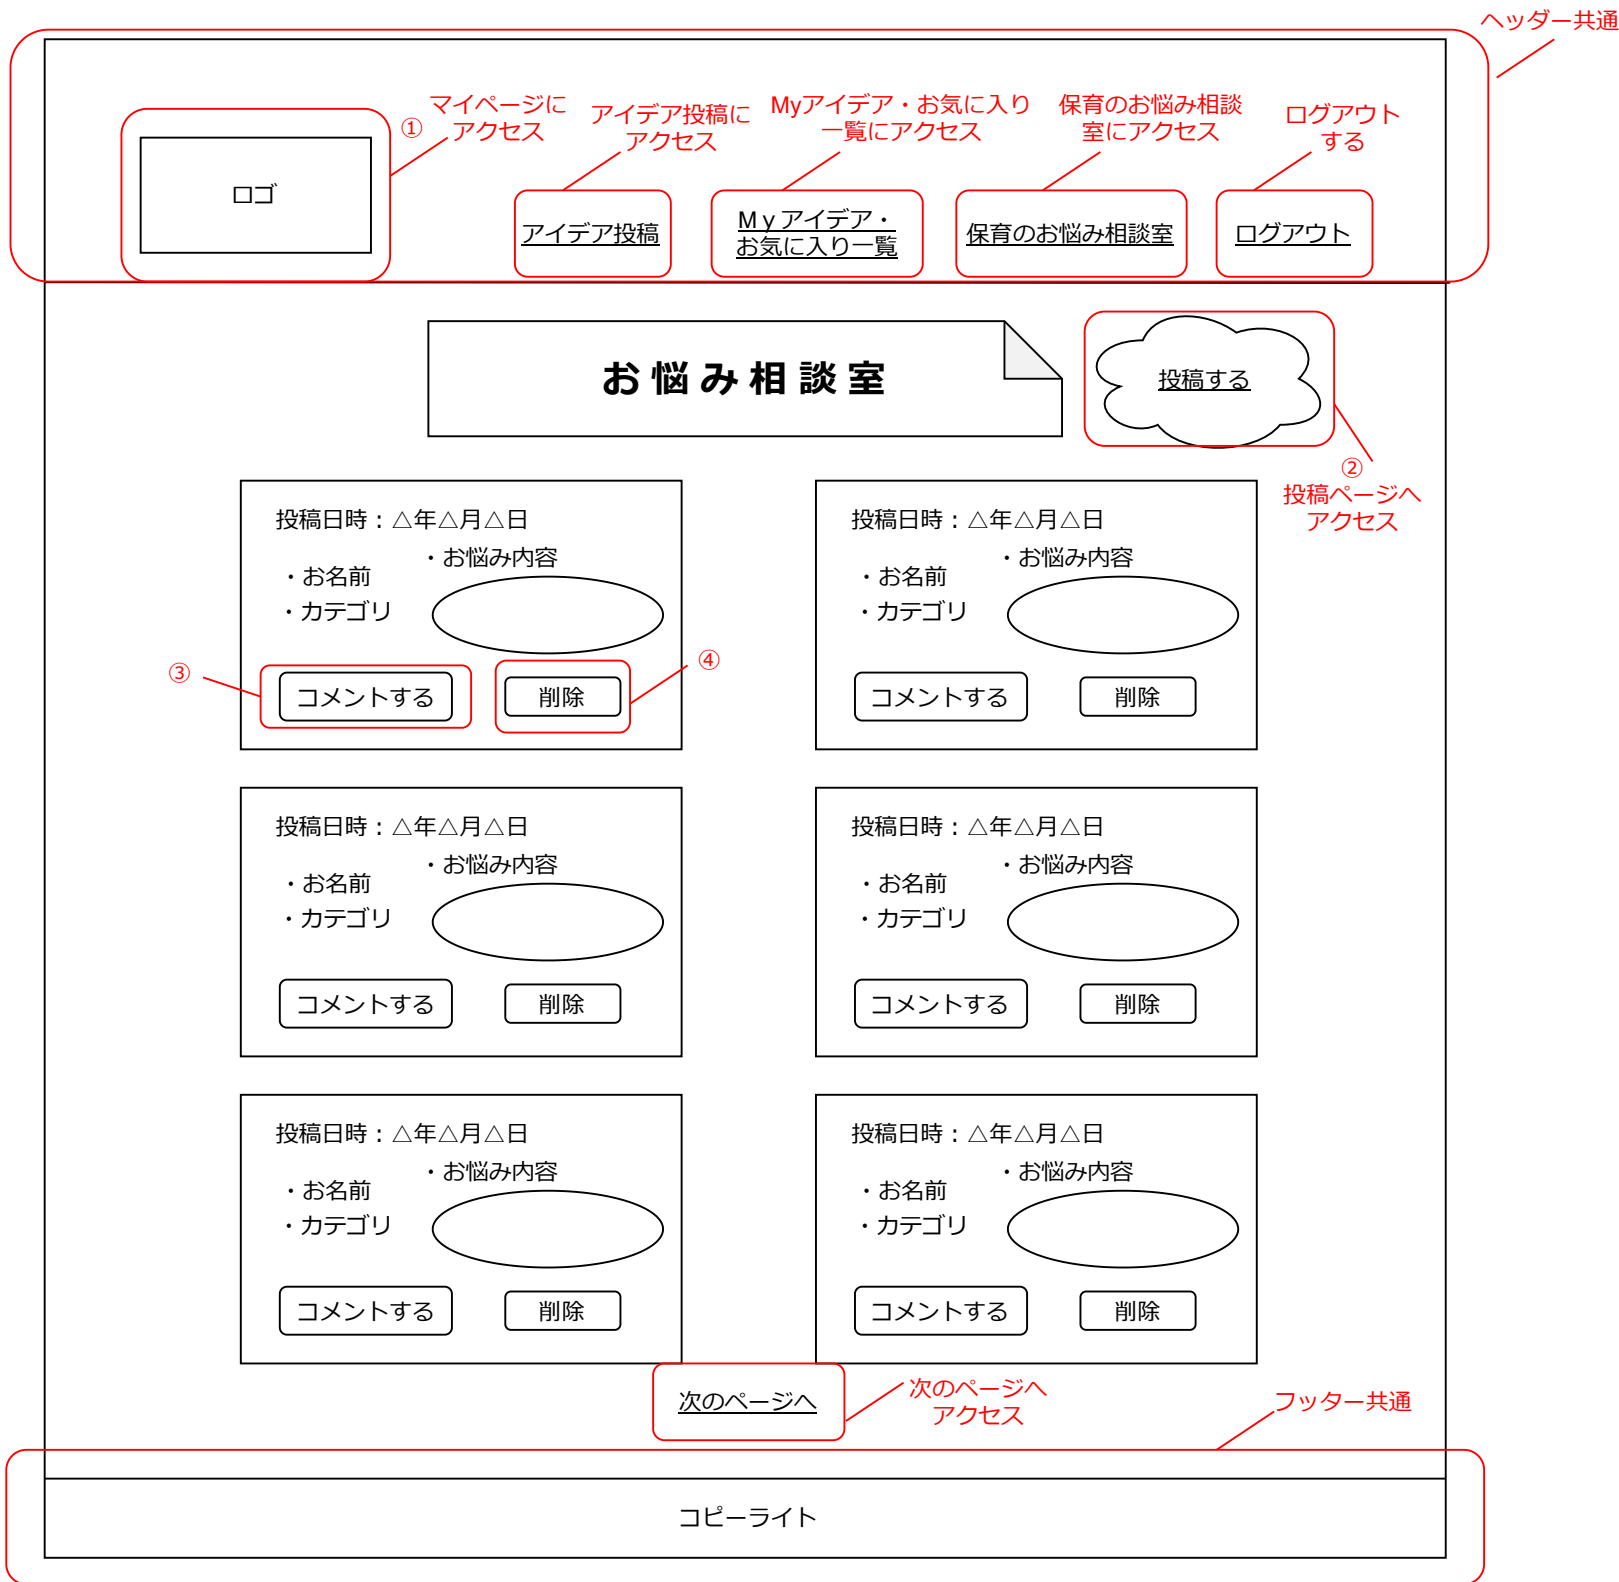 ヘッダー共通
①
マイページに
アクセス
アイデア投稿に
アクセス
Myアイデア・お気に入り
一覧にアクセス
保育のお悩み相談
室にアクセス
ログアウト
する
ロゴ
アイデア投稿
Ｍｙアイデア・
お気に入り一覧
保育のお悩み相談室
ログアウト
お悩み相談室
投稿する
②
投稿ページへ
アクセス
投稿日時：△年△月△日
・お悩み内容
・お名前
・カテゴリ
③
コメントする
削除
④
投稿日時：△年△月△日
・お悩み内容
・お名前
・カテゴリ
コメントする
削除
投稿日時：△年△月△日
・お悩み内容
・お名前
・カテゴリ
コメントする
削除
投稿日時：△年△月△日
・お悩み内容
・お名前
・カテゴリ
コメントする
削除
投稿日時：△年△月△日
・お悩み内容
・お名前
・カテゴリ
コメントする
削除
投稿日時：△年△月△日
・お悩み内容
・お名前
・カテゴリ
コメントする
削除
次のページへ
次のページへ
アクセス
フッター共通
コピーライト